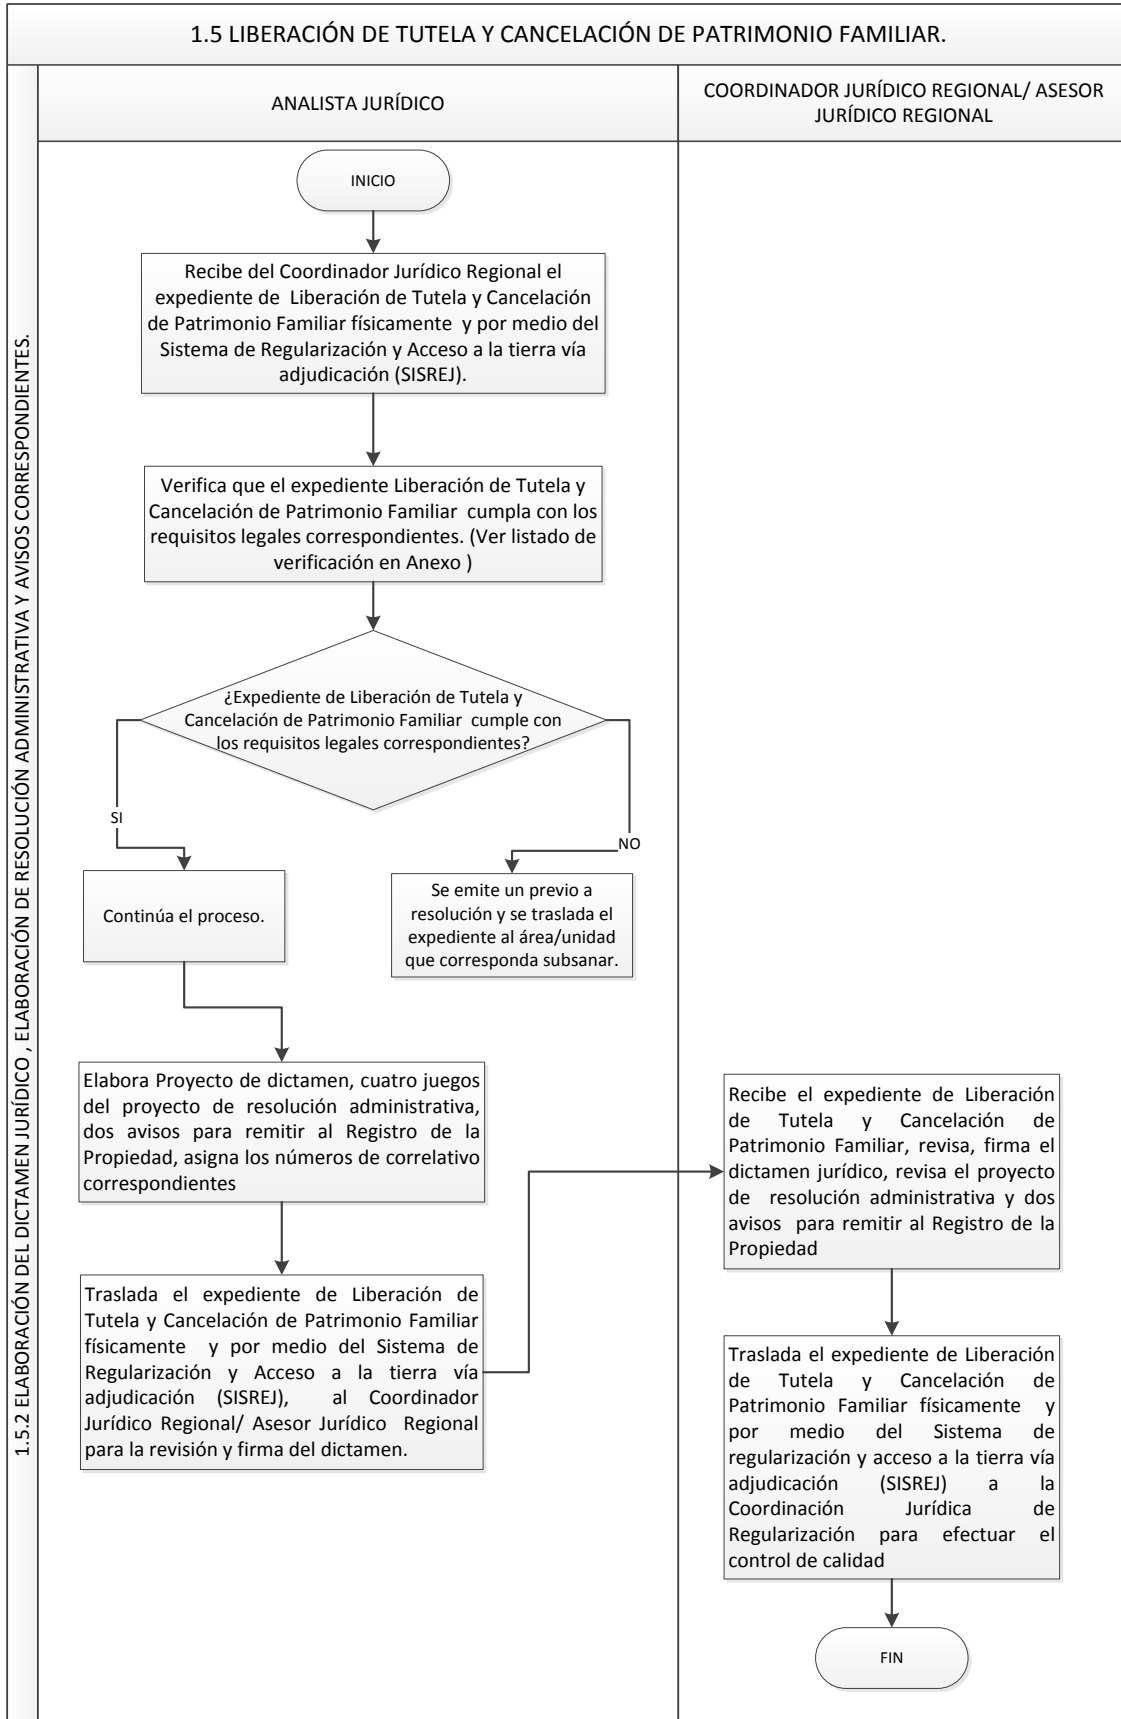 1.5 LIBERACIÓN DE TUTELA Y CANCELACIÓN DE PATRIMONIO FAMILIAR.
1.5.2 ELABORACIÓN DEL DICTAMEN JURÍDICO , ELABORACIÓN DE RESOLUCIÓN ADMINISTRATIVA Y AVISOS CORRESPONDIENTES.
ANALISTA JURÍDICO
COORDINADOR JURÍDICO REGIONAL/ ASESOR
JURÍDICO REGIONAL
INICIO
Recibe del Coordinador Jurídico Regional el
expediente de Liberación de Tutela y Cancelación
de Patrimonio Familiar físicamente y por medio del
Sistema de Regularización y Acceso a la tierra vía
adjudicación (SISREJ).
Verifica que el expediente Liberación de Tutela y
Cancelación de Patrimonio Familiar cumpla con los
requisitos legales correspondientes. (Ver listado de
verificación en Anexo )
¿Expediente de Liberación de Tutela y
Cancelación de Patrimonio Familiar cumple con
los requisitos legales correspondientes?
SI
NO
Continúa el proceso.
Se emite un previo a
resolución y se traslada el
expediente al área/unidad
que corresponda subsanar.
Elabora Proyecto de dictamen, cuatro juegos
del proyecto de resolución administrativa,
dos avisos para remitir al Registro de la
Propiedad, asigna los números de correlativo
correspondientes
Traslada el expediente de Liberación de
Tutela y Cancelación de Patrimonio Familiar
físicamente y por medio del Sistema de
Regularización y Acceso a la tierra vía
adjudicación (SISREJ), al Coordinador
Jurídico Regional/ Asesor Jurídico Regional
para la revisión y firma del dictamen.
Recibe el expediente de Liberación
de Tutela y Cancelación de
Patrimonio Familiar, revisa, firma el
dictamen jurídico, revisa el proyecto
de resolución administrativa y dos
avisos para remitir al Registro de la
Propiedad
Traslada el expediente de Liberación
de Tutela y Cancelación de
Patrimonio Familiar físicamente y
por medio del Sistema de
regularización y acceso a la tierra vía
adjudicación (SISREJ) a la
Coordinación Jurídica de
Regularización para efectuar el
control de calidad
FIN